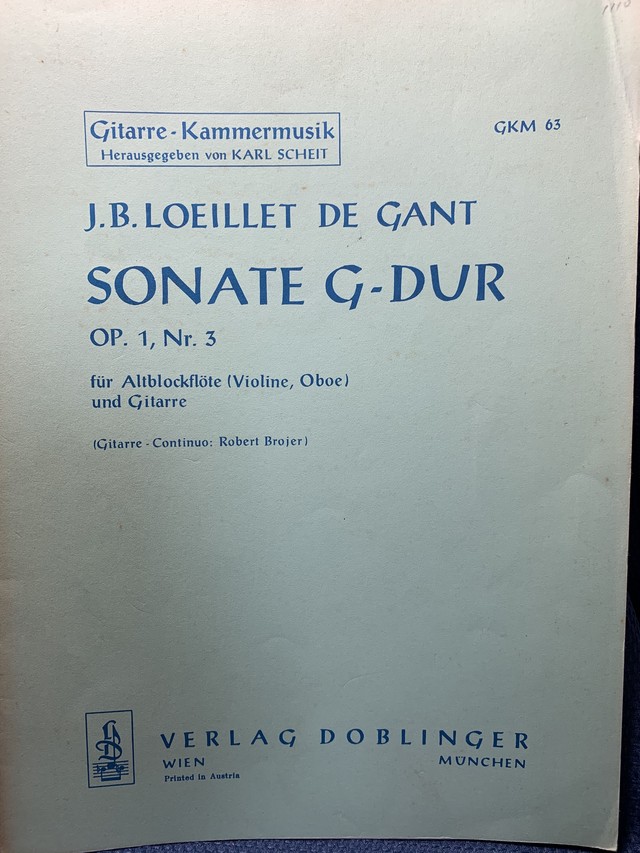 Gitarre-Kammermusik
Herausgegeben von KARL SCHEIT
GKM 63
J.B. LOEILLET DE GANT
SONATE G-DUR
OP. 1, Nr. 3
für Altblockflöte (Violine, Oboe)
und Gitarre
(Gitarre-Continuo: Robert Brojer)
VERLAG DOBLINGER
WIEN MÜNCHEN
Printed in Austria